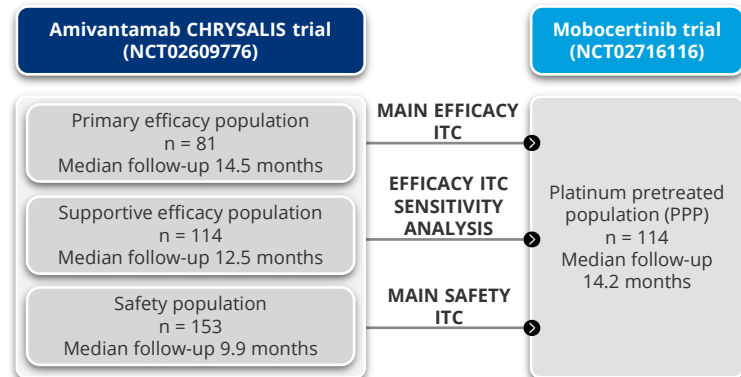 Amivantamab CHRYSALIS trial
(NCT02609776)
Mobocertinib trial
(NCT02716116)
Primary efficacy population
n = 81
Median follow-up 14.5 months
MAIN EFFICACY
ITC
Supportive efficacy population
n = 114
Median follow-up 12.5 months
EFFICACY ITC
SENSITIVITY
ANALYSIS
Safety population
n = 153
Median follow-up 9.9 months
MAIN SAFETY
ITC
Platinum pretreated
population (PPP)
n = 114
Median follow-up
14.2 months